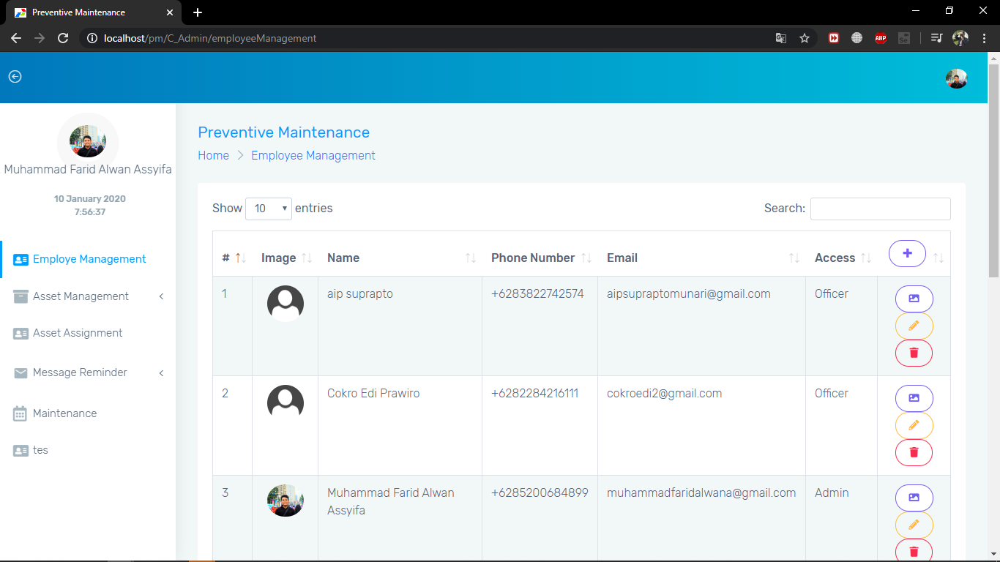 Preventive Maintenance
localhost/pm/C_Admin/employeeManagement
ABP
Muhammad Farid Alwan Assyifa
10 January 2020
7:56:37
Employe Management
Asset Management
Asset Assignment
Message Reminder
Maintenance
tes
Preventive Maintenance
Home > Employee Management
Show 10 entries
Search:
# Image Name Phone Number Email Access +
1 aip suprapto +6283822742574 aipsupraptomunari@gmail.com Officer
2 Cokro Edi Prawiro +6282284216111 cokroedi2@gmail.com Officer
3 Muhammad Farid Alwan +6285200684899 muhammadfaridalwana@gmail.com Admin
Assyifa